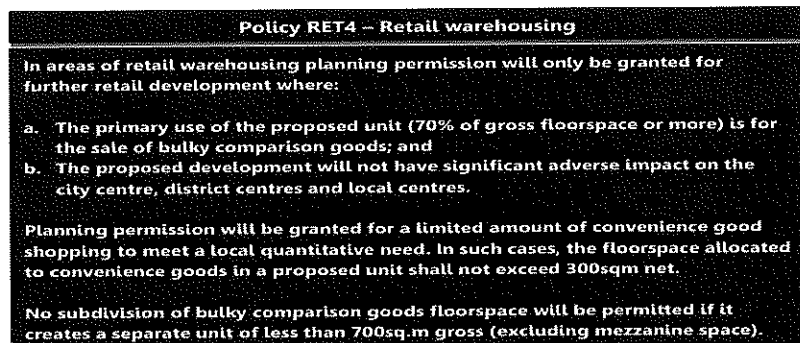 Policy RET4 – Retail warehousing
In areas of retail warehousing planning permission will only be granted for
further retail development where:
a. The primary use of the proposed unit (70% of gross floorspace or more) is for
the sale of bulky comparison goods; and
b. The proposed development will not have significant adverse impact on the
city centre, district centres and local centres.
Planning permission will be granted for a limited amount of convenience good
shopping to meet a local quantitative need. In such cases, the floorspace allocated
to convenience goods in a proposed unit shall not exceed 300sqm net.
No subdivision of bulky comparison goods floorspace will be permitted if it
creates a separate unit of less than 700sq.m gross (excluding mezzanine space).